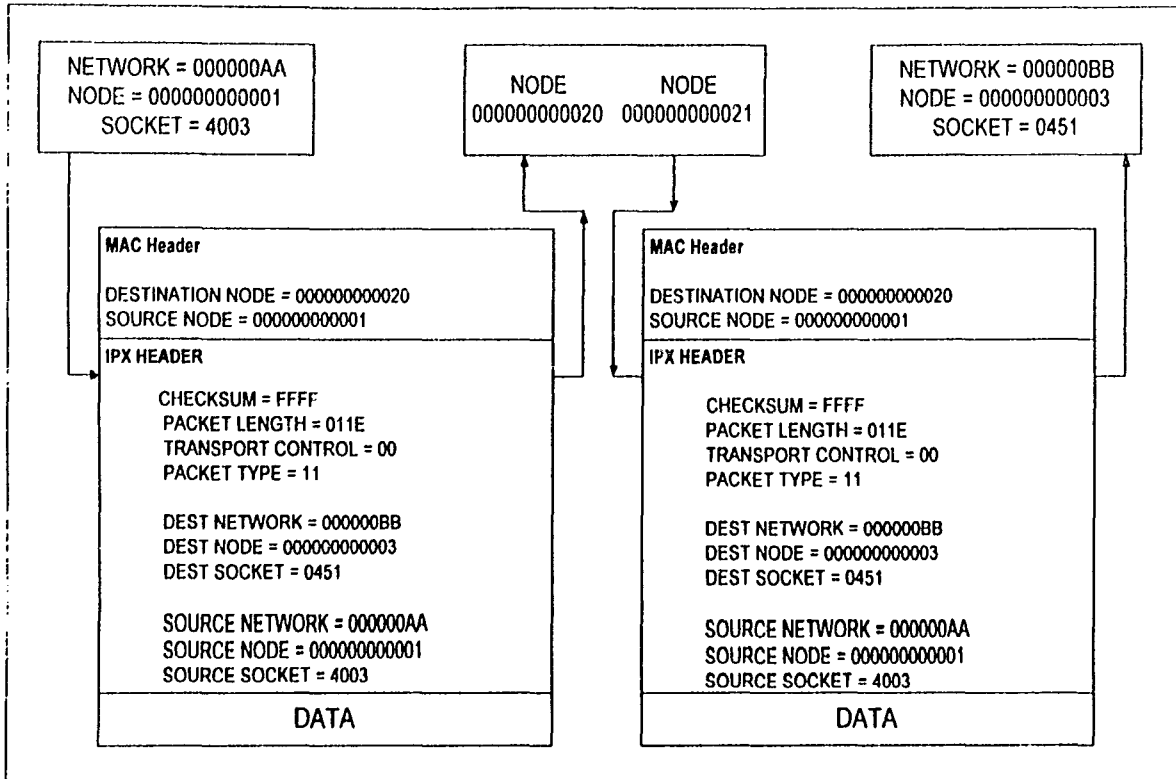 NETWORK = 000000AA
NODE = 000000000001
SOCKET = 4003
NODE NODE
000000000020 000000000021
NETWORK = 000000BB
NODE = 000000000003
SOCKET = 0451
MAC Header
DESTINATION NODE = 000000000020
SOURCE NODE = 000000000001
IPX HEADER
CHECKSUM = FFFF
PACKET LENGTH = 011E
TRANSPORT CONTROL = 00
PACKET TYPE = 11
DEST NETWORK = 000000BB
DEST NODE = 000000000003
DEST SOCKET = 0451
SOURCE NETWORK = 000000AA
SOURCE NODE = 000000000001
SOURCE SOCKET = 4003
DATA
MAC Header
DESTINATION NODE = 000000000020
SOURCE NODE = 000000000001
IPX HEADER
CHECKSUM = FFFF
PACKET LENGTH = 011E
TRANSPORT CONTROL = 00
PACKET TYPE = 11
DEST NETWORK = 000000BB
DEST NODE = 000000000003
DEST SOCKET = 0451
SOURCE NETWORK = 000000AA
SOURCE NODE = 000000000001
SOURCE SOCKET = 4003
DATA